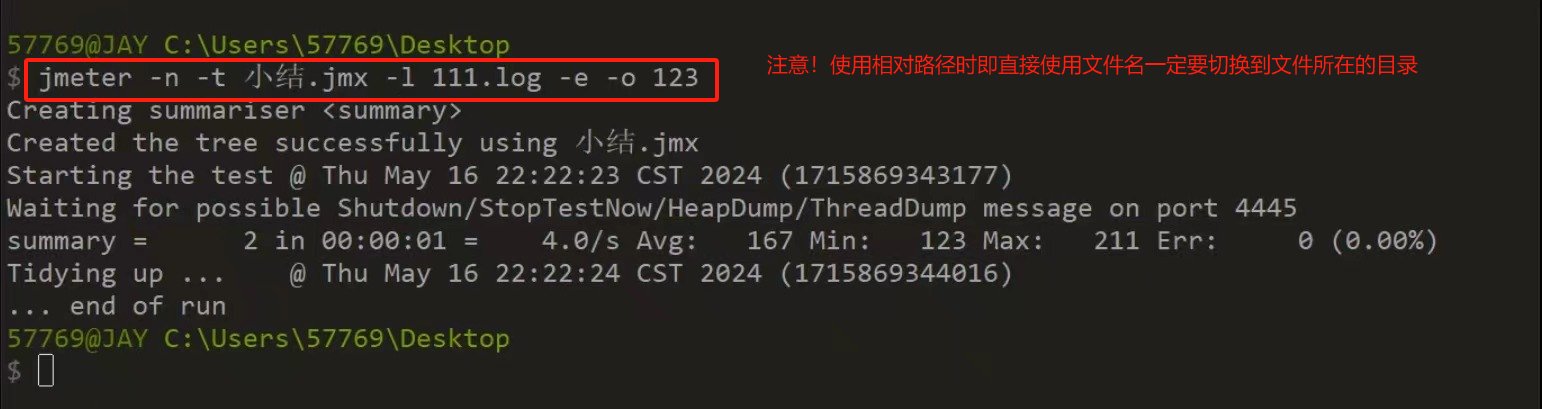 57769@JAY C:\Users\57769\Desktop
$ jmeter -n -t 小结.jmx -l 111.log -e -o 123
注意！使用相对路径时即直接使用文件名一定要切换到文件所在的目录
Creating summariser <summary>
Created the tree successfully using 小结.jmx
Starting the test @ Thu May 16 22:22:23 CST 2024 (1715869343177)
Waiting for possible Shutdown/StopTestNow/HeapDump/ThreadDump message on port 4445
summary =      2 in 00:00:01 =    4.0/s Avg:   167 Min:   123 Max:   211 Err:     0 (0.00%)
Tidying up ...    @ Thu May 16 22:22:24 CST 2024 (1715869344016)
... end of run
57769@JAY C:\Users\57769\Desktop
$